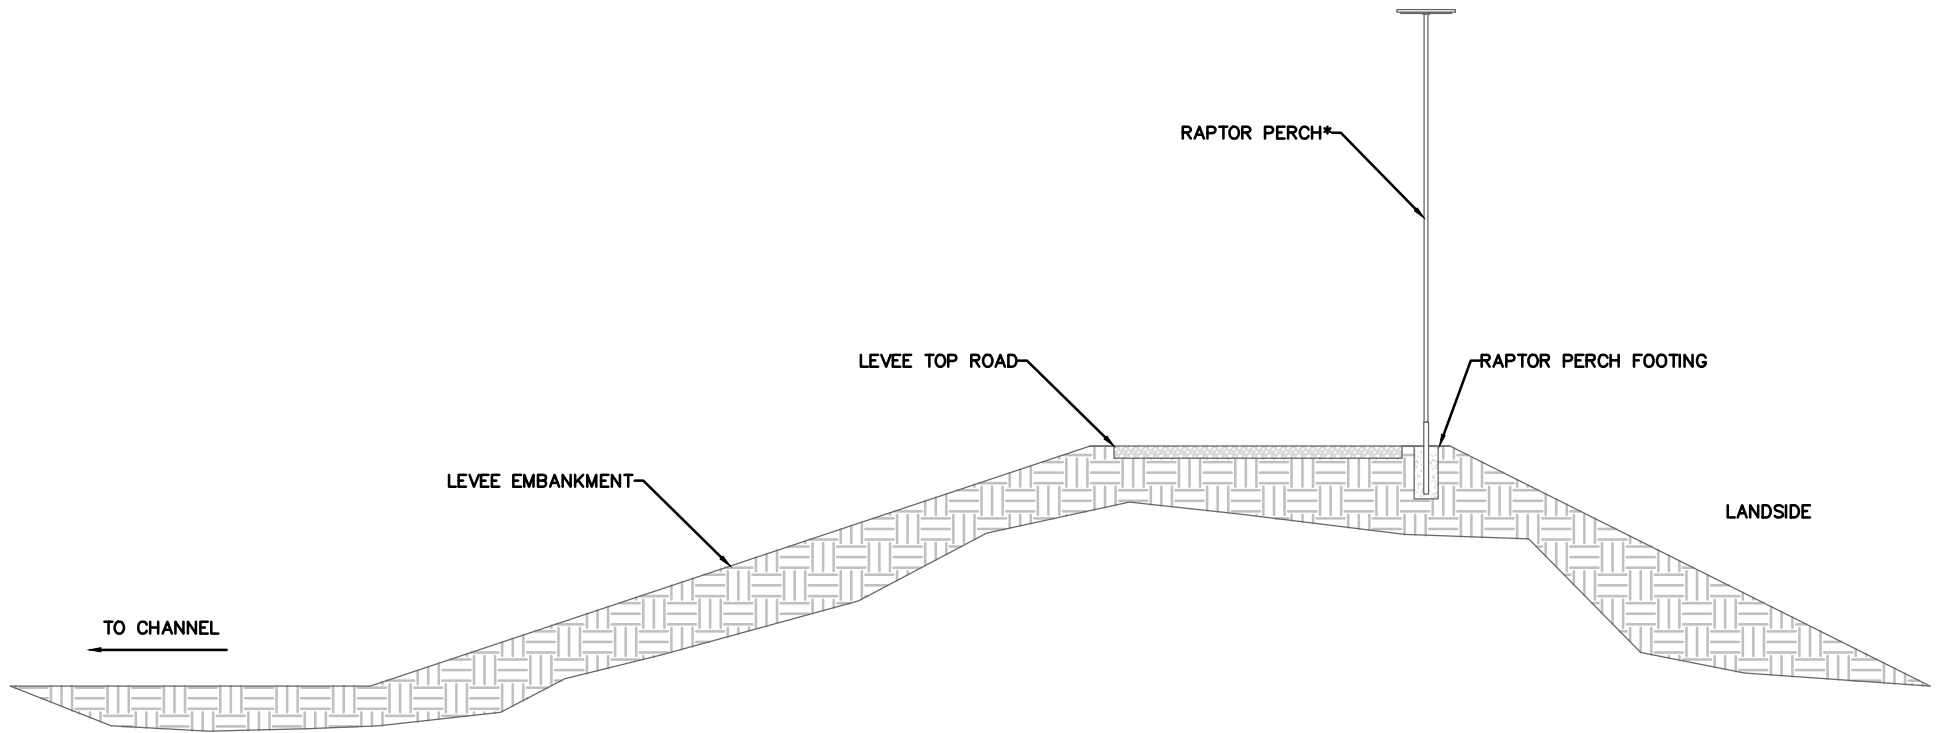 RAPTOR PERCH*
LEVEE TOP ROAD
RAPTOR PERCH FOOTING
LEVEE EMBANKMENT
LANDSIDE
TO CHANNEL